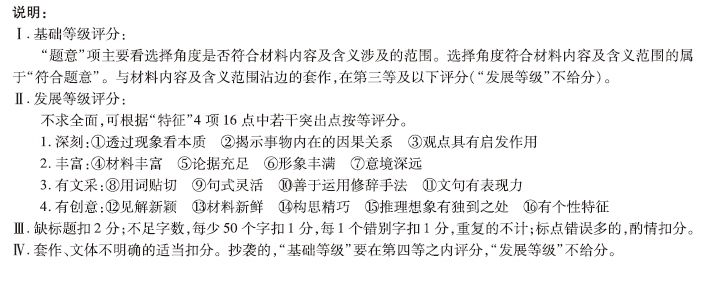 说明：
Ⅰ.基础等级评分：
“题意”项主要看选择角度是否符合材料内容及含义涉及的范围。选择角度符合材料内容及含义范围的属
于“符合题意”。与材料内容及含义范围沾边的套作，在第三等及以下评分（“发展等级”不给分）。
Ⅱ.发展等级评分：
不求全面，可根据“特征”4项16点中若干突出点按等评分。
1.深刻：①透过现象看本质 ②揭示事物内在的因果关系 ③观点具有启发作用
2.丰富：④材料丰富 ⑤论据充足 ⑥形象丰满 ⑦意境深远
3.有文采：⑧用词贴切 ⑨句式灵活 ⑩善于运用修辞手法 ⑪文句有表现力
4.有创意：⑫见解新颖 ⑬材料新鲜 ⑭构思精巧 ⑮推理想象有独到之处 ⑯有个性特征
Ⅲ.缺标题扣2分；不足字数，每少50个字扣1分，每1个错别字扣1分，重复的不计；标点错误多的，酌情扣分。
Ⅳ.套作、文体不明确的适当扣分。抄袭的，“基础等级”要在第四等之内评分，“发展等级”不给分。